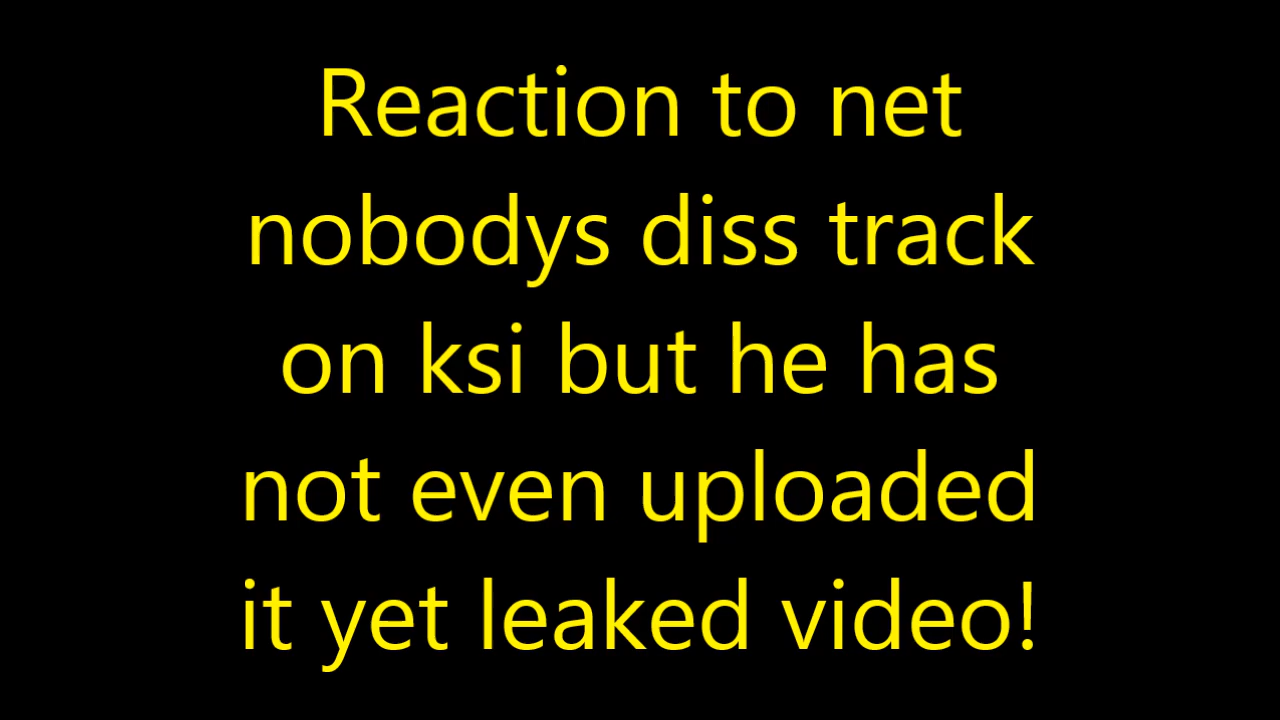 Reaction to net
nobodys diss track
on ksi but he has
not even uploaded
it yet leaked video!